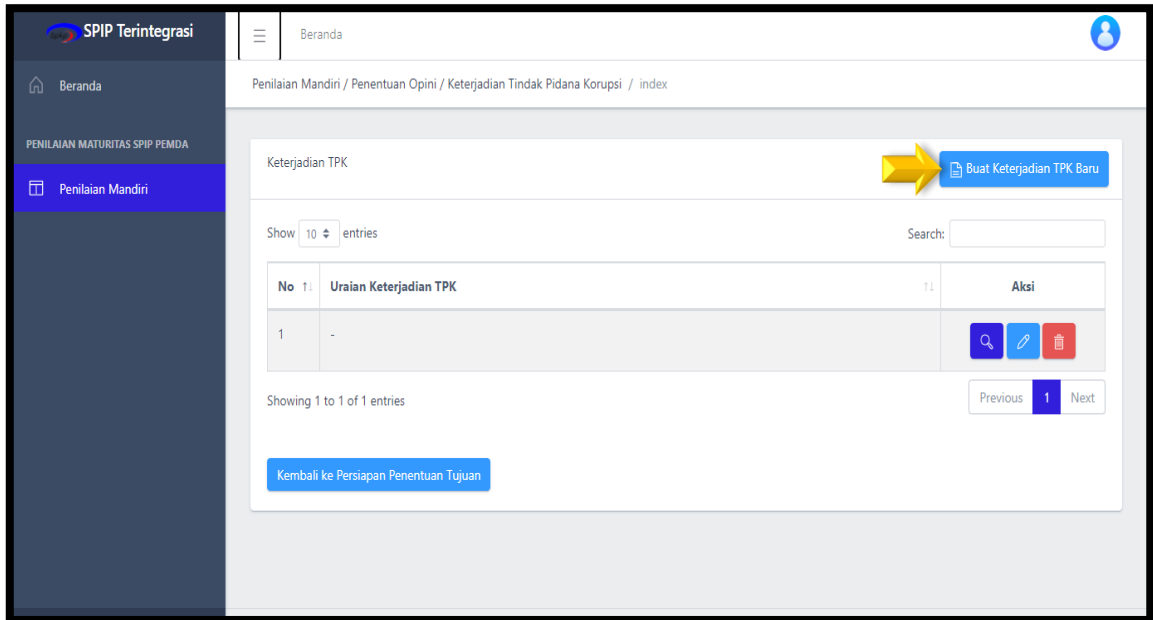 SPIP Terintegrasi
Beranda
Beranda
Penilaian Mandiri / Penentuan Opini / Keterjadian Tindak Pidana Korupsi / index
PENILAIAN MATURITAS SPIP PEMDA
Penilaian Mandiri
Keterjadian TPK
Buat Keterjadian TPK Baru
Show 10 entries
Search:
No Uraian Keterjadian TPK Aksi
1 -
Showing 1 to 1 of 1 entries
Previous 1 Next
Kembali ke Persiapan Penentuan Tujuan